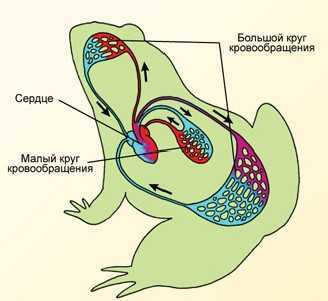 Большой круг
кровообращения
Сердце
Малый круг
кровообращения